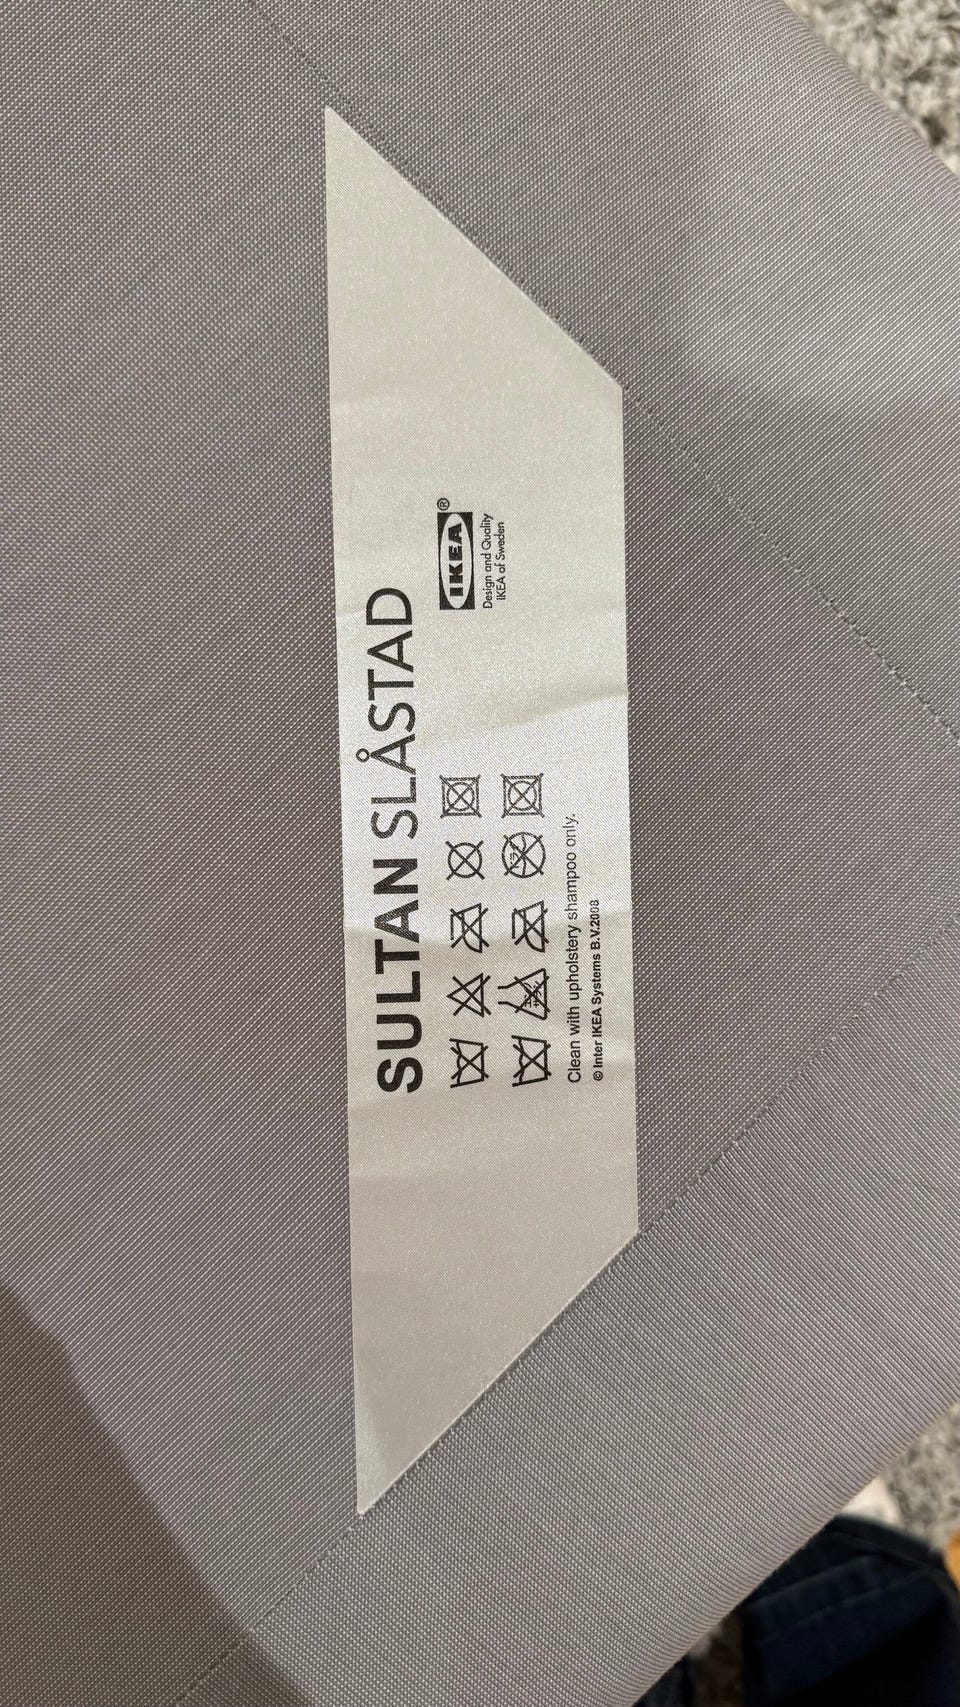 SULTAN SLÅSTAD
IKEA®
Design and Quality
IKEA of Sweden
Clean with upholstery shampoo only.
© Inter IKEA Systems B.V.2008